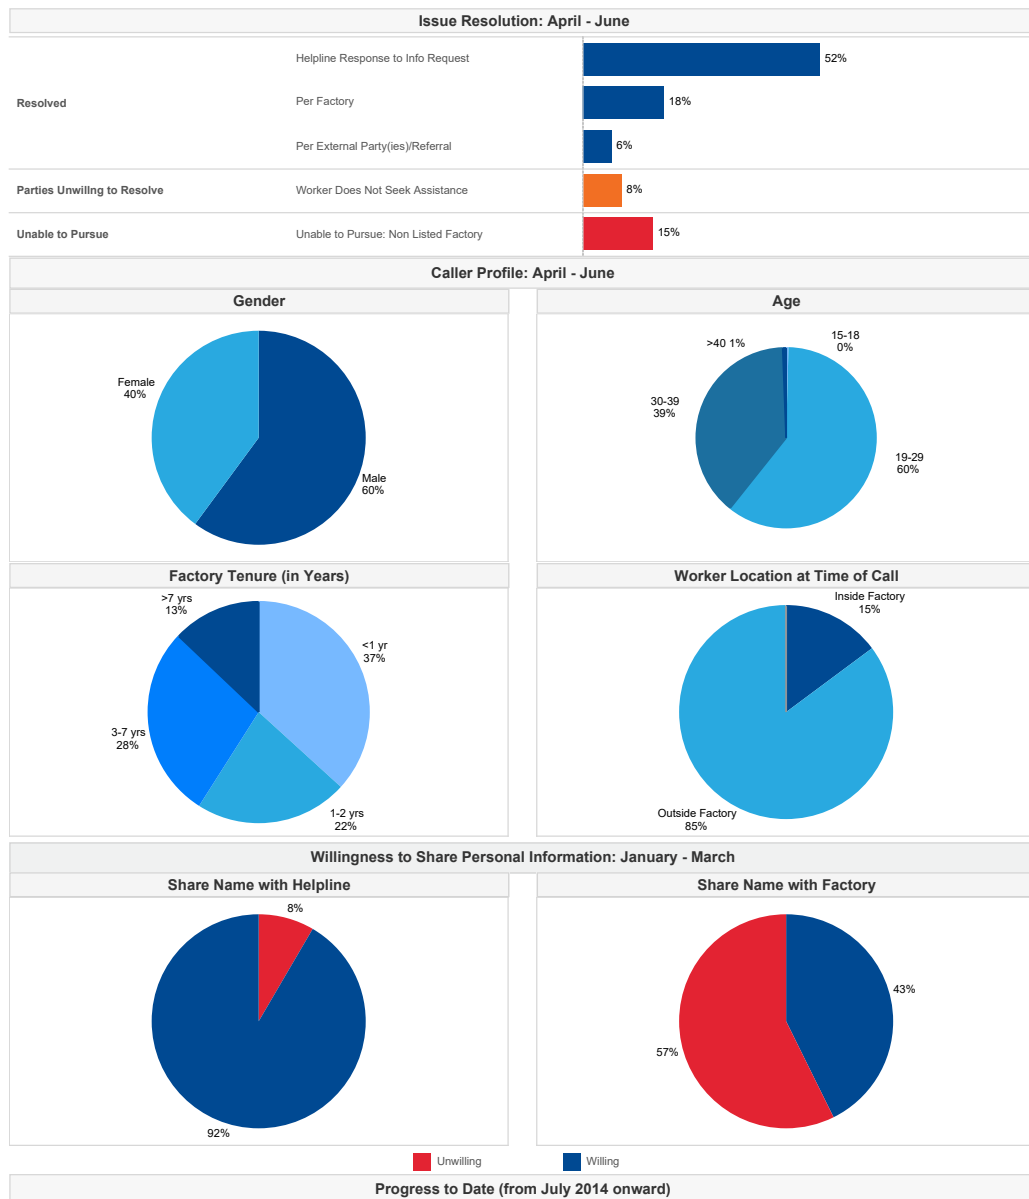 Issue Resolution: April - June
Resolved
Helpline Response to Info Request
52%
Per Factory
18%
Per External Party(ies)/Referral
6%
Parties Unwillng to Resolve
Worker Does Not Seek Assistance
8%
Unable to Pursue
Unable to Pursue: Non Listed Factory
15%
Caller Profile: April - June
Gender
Female
40%
Male
60%
Age
>40 1%
15-18
0%
30-39
39%
19-29
60%
Factory Tenure (in Years)
>7 yrs
13%
<1 yr
37%
3-7 yrs
28%
1-2 yrs
22%
Worker Location at Time of Call
Inside Factory
15%
Outside Factory
85%
Willingness to Share Personal Information: January - March
Share Name with Helpline
8%
92%
Share Name with Factory
43%
57%
Unwilling
Willing
Progress to Date (from July 2014 onward)